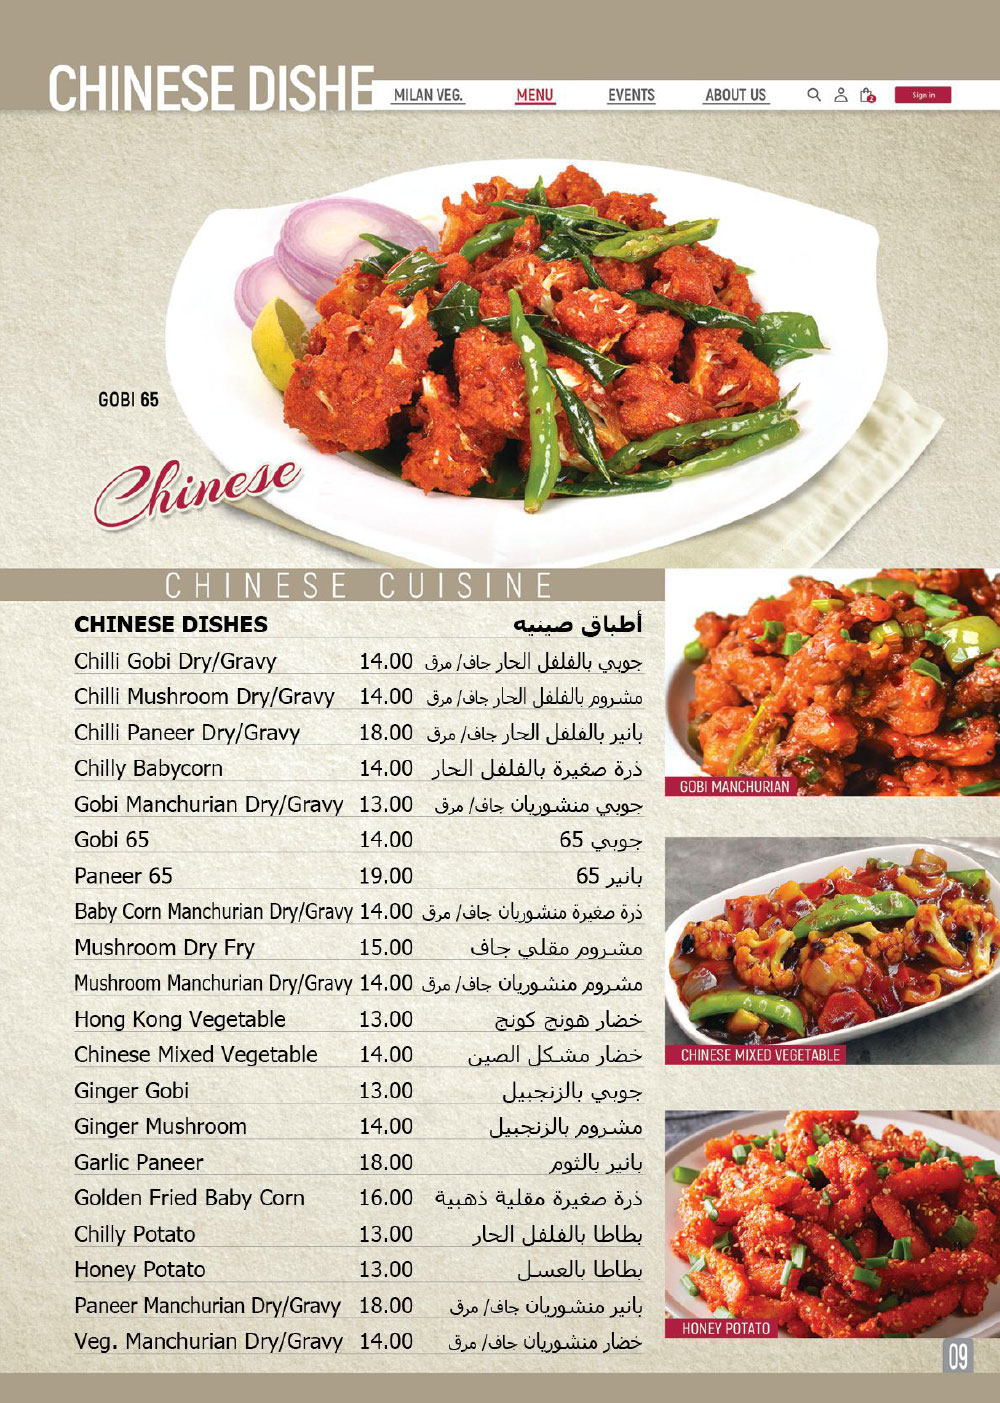 CHINESE DISHE
MILAN VEG. MENU EVENTS ABOUT US 2 Sign in
GOBI 65
Chinese
CHINESE CUISINE
CHINESE DISHES أطباق صينيه
Chilli Gobi Dry/Gravy 14.00 جوبي بالفلفل الحار جاف/ مرق
Chilli Mushroom Dry/Gravy 14.00 مشروم بالفلفل الحار جاف/ مرق
Chilli Paneer Dry/Gravy 18.00 بانير بالفلفل الحار جاف/ مرق
Chilly Babycorn 14.00 ذرة صغيرة بالفلفل الحار
Gobi Manchurian Dry/Gravy 13.00 جوبي منشوريان جاف/ مرق
Gobi 65 14.00 جوبي 65
Paneer 65 19.00 بانير 65
Baby Corn Manchurian Dry/Gravy 14.00 ذرة صغيرة منشوريان جاف/ مرق
Mushroom Dry Fry 15.00 مشروم مقلي جاف
Mushroom Manchurian Dry/Gravy 14.00 مشروم منشوريان جاف/ مرق
Hong Kong Vegetable 13.00 خضار هونج كونج
Chinese Mixed Vegetable 14.00 خضار مشكل الصين
Ginger Gobi 13.00 جوبي بالزنجبيل
Ginger Mushroom 14.00 مشروم بالزنجبيل
Garlic Paneer 18.00 بانير بالثوم
Golden Fried Baby Corn 16.00 ذرة صغيرة مقلية ذهبية
Chilly Potato 13.00 بطاطا بالفلفل الحار
Honey Potato 13.00 بطاطا بالعسل
Paneer Manchurian Dry/Gravy 18.00 بانير منشوريان جاف/ مرق
Veg. Manchurian Dry/Gravy 14.00 خضار منشوريان جاف/ مرق
GOBI MANCHURIAN
CHINESE MIXED VEGETABLE
HONEY POTATO
09